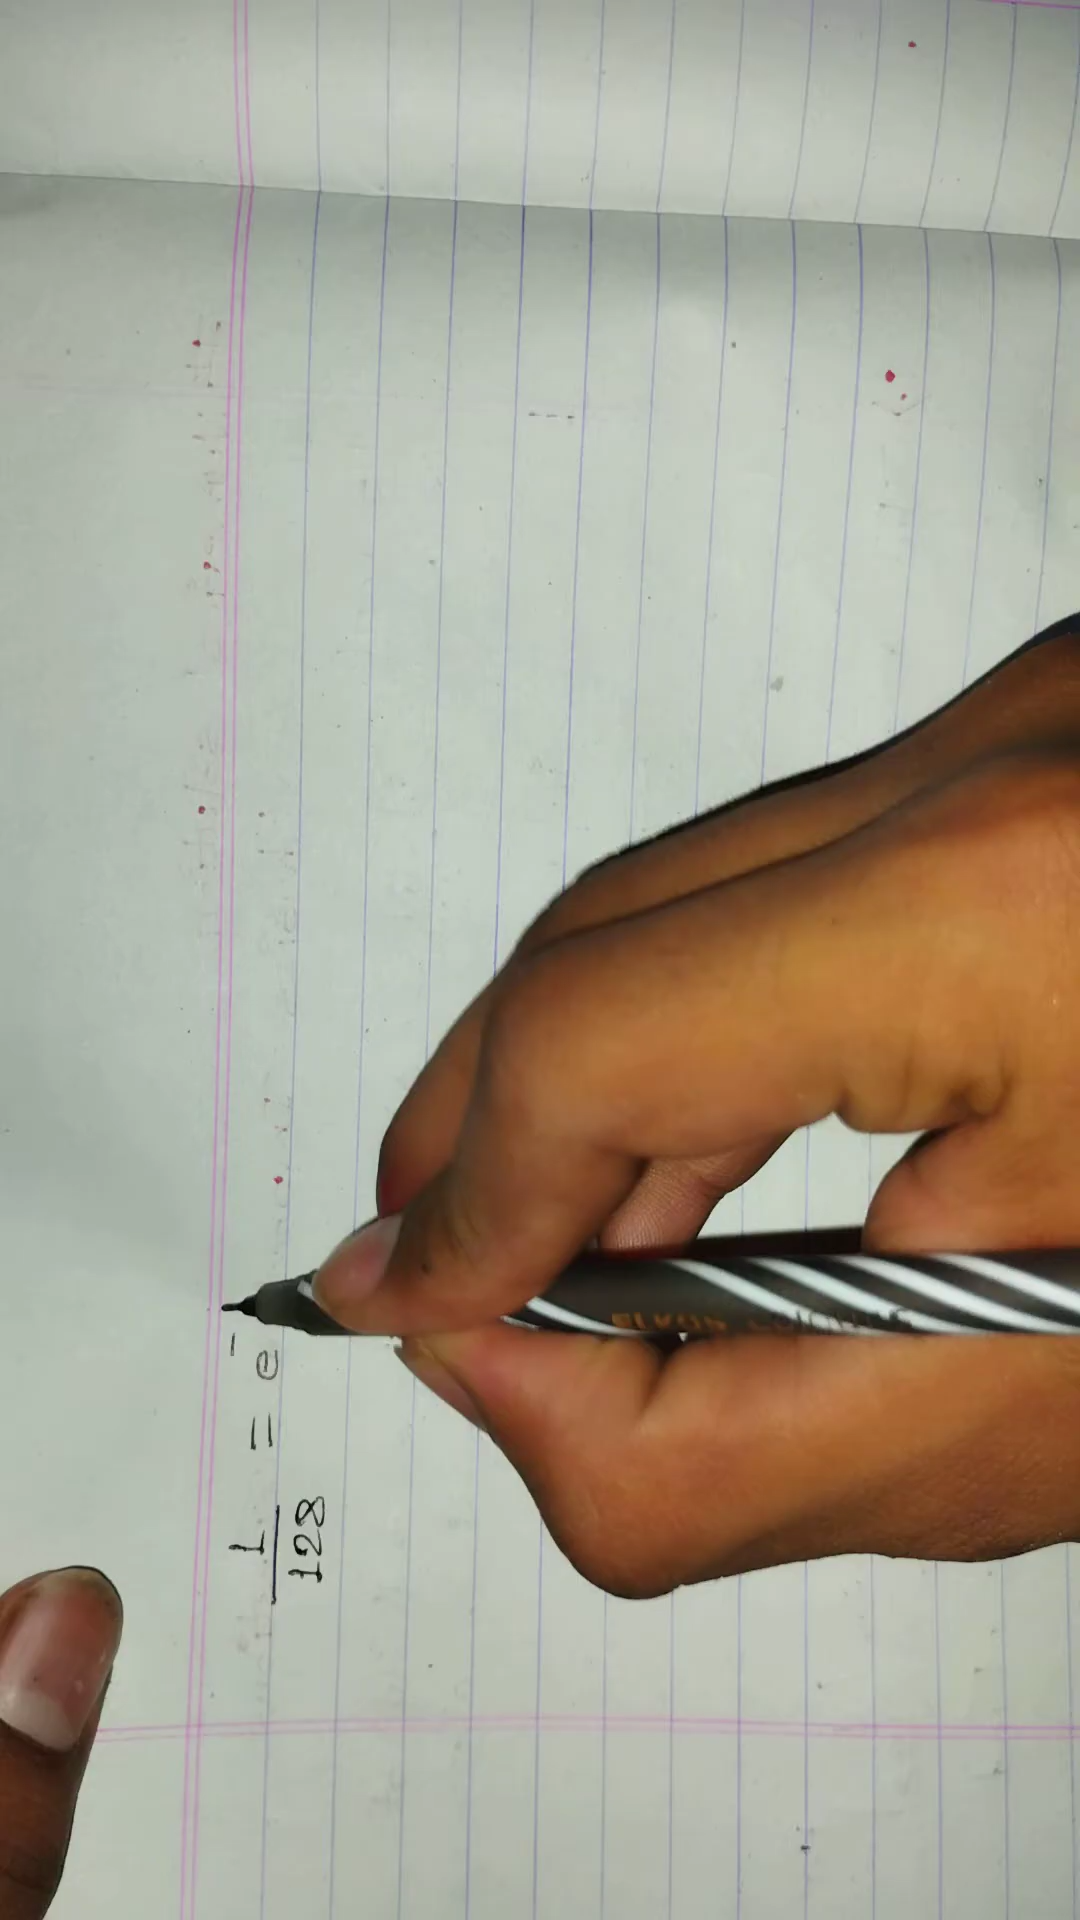 1/128 = e^-
ELKOS